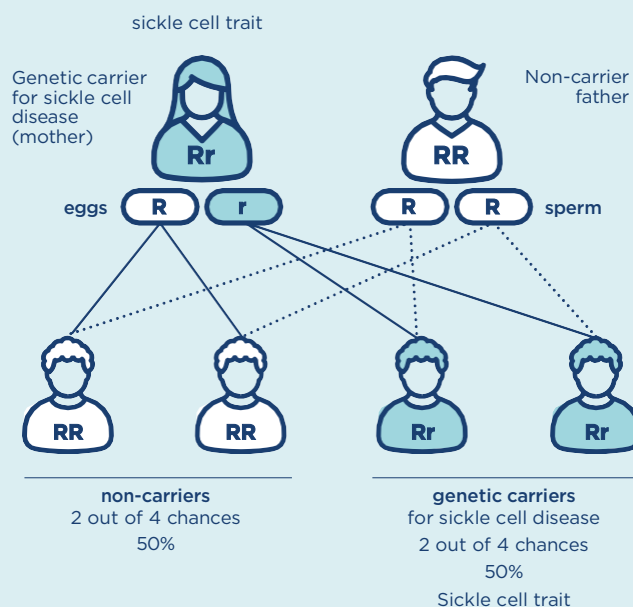 sickle cell trait
Genetic carrier
for sickle cell
disease
(mother)
Non-carrier
father
Rr
RR
eggs
R
r
R
R
sperm
RR
RR
Rr
Rr
non-carriers
2 out of 4 chances
50%
genetic carriers
for sickle cell disease
2 out of 4 chances
50%
Sickle cell trait